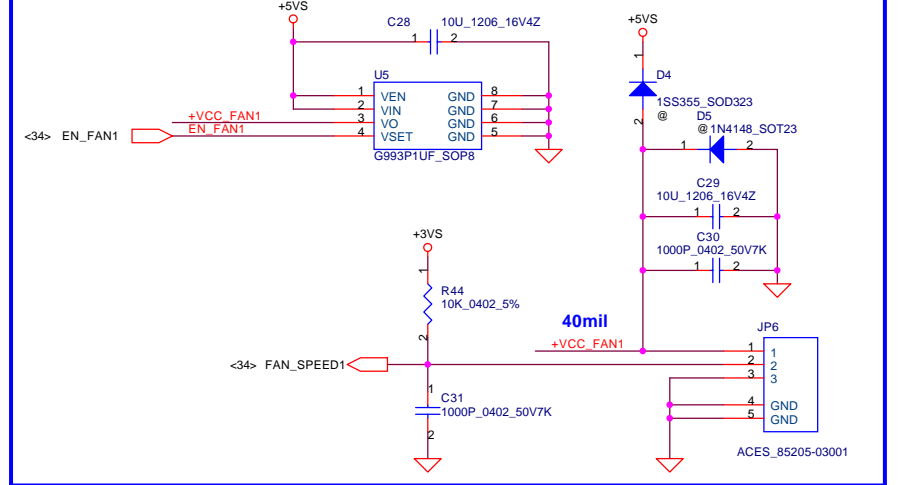 +5VS
C28 10U_1206_16V4Z
1 2
U5
1 VEN GND 8
2 VIN GND 7
+VCC_FAN1 3 VO GND 6
<34> EN_FAN1 EN_FAN1 4 VSET GND 5
G993P1UF_SOP8
+5VS
1
D4
1SS355_SOD323
@
2
D5
@ 1N4148_SOT23
1 2
C29
10U_1206_16V4Z
1 2
C30
1000P_0402_50V7K
1 2
+3VS
1
R44
10K_0402_5%
2
40mil
+VCC_FAN1
<34> FAN_SPEED1
1
C31
1000P_0402_50V7K
2
JP6
1 1
2 2
3 3
4 GND
5 GND
ACES_85205-03001